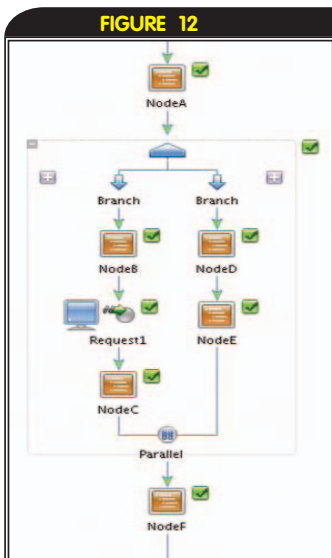 FIGURE 12
NodeA
Branch Branch
NodeB NodeD
Request1 NodeE
NodeC
Parallel
NodeF